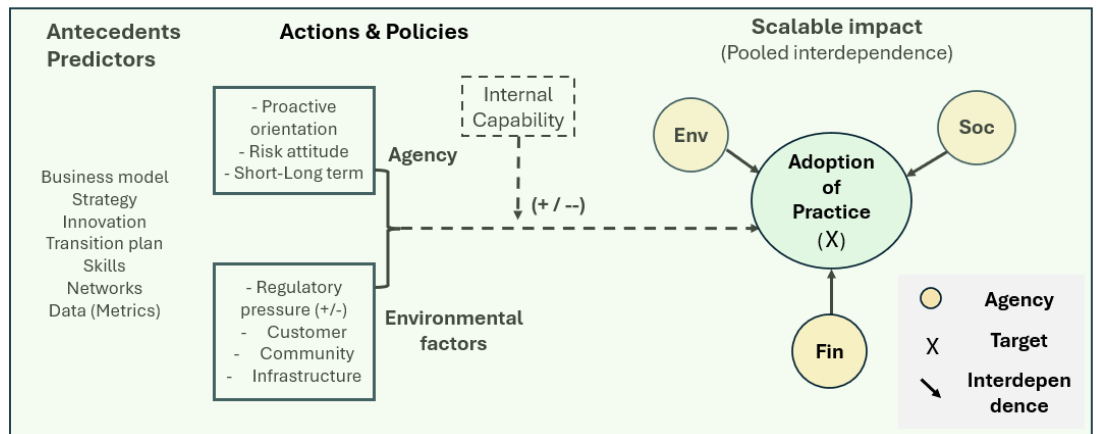 Antecedents
Predictors
Actions & Policies
Scalable impact
(Pooled interdependence)
Business model
Strategy
Innovation
Transition plan
Skills
Networks
Data (Metrics)
- Proactive
orientation
- Risk attitude
- Short-Long term
Agency
Internal
Capability
(+ / --)
- Regulatory
pressure (+/-)
- Customer
- Community
- Infrastructure
Environmental
factors
Env
Soc
Adoption
of
Practice
(X)
Fin
Agency
X Target
Interdepen
dence